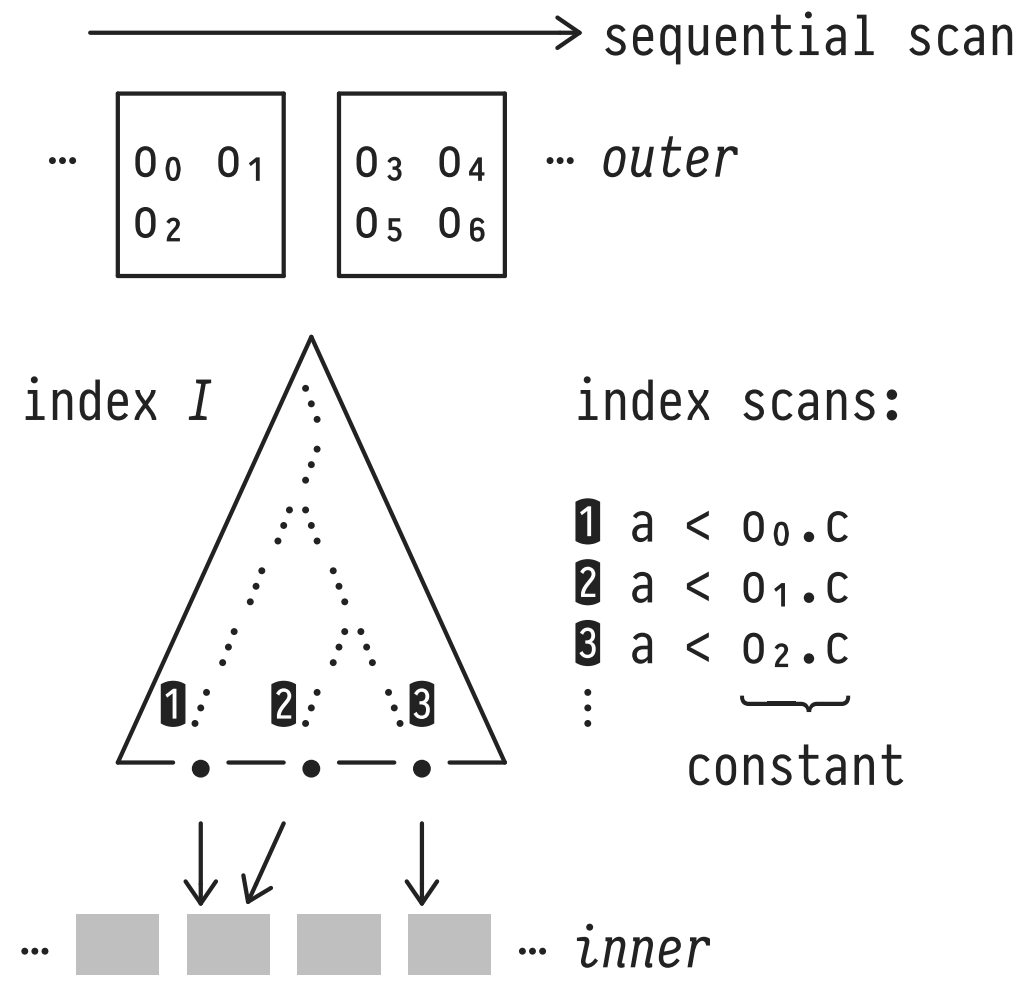 sequential scan
… o₀ o₁ o₃ o₄ … outer
o₂ o₅ o₆
index I index scans:
1 a < o₀.c
2 a < o₁.c
3 a < o₂.c
⋮
1 2 3
constant
… … inner